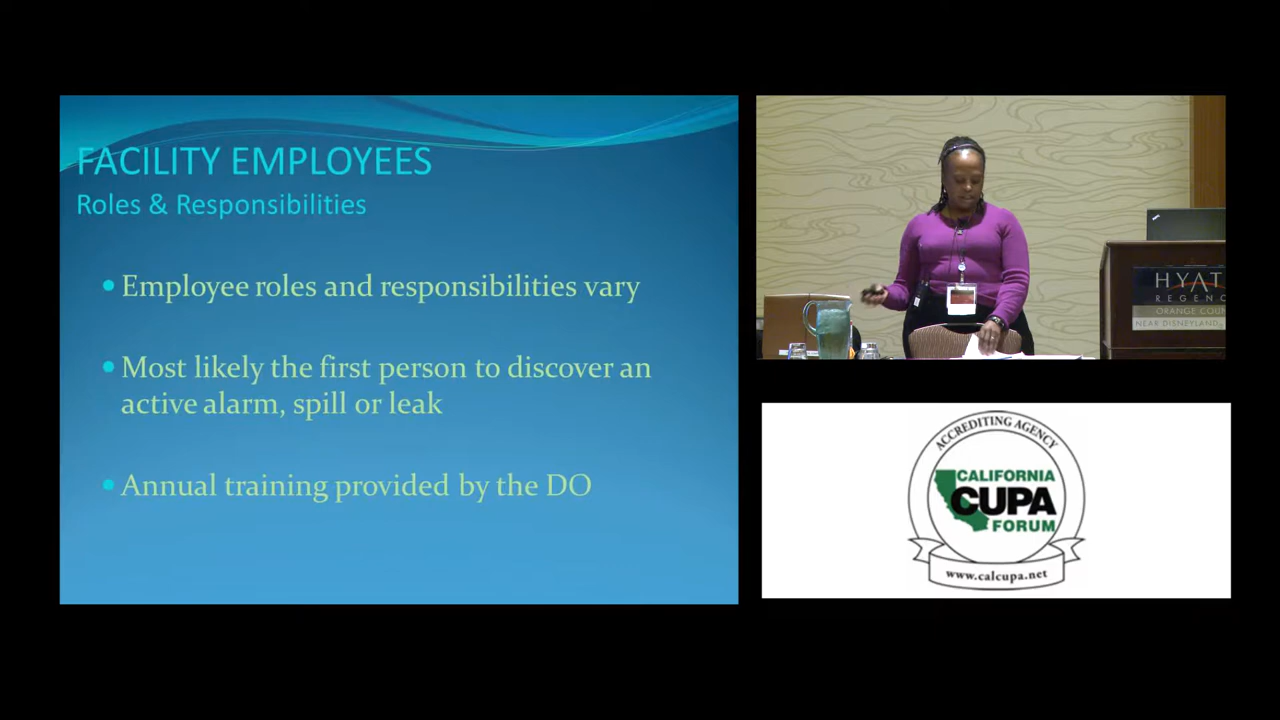 FACILITY EMPLOYEES
Roles & Responsibilities
• Employee roles and responsibilities vary
• Most likely the first person to discover an
active alarm, spill or leak
• Annual training provided by the DO
HYAT
REGENC
ORANGE COUN
NEAR DISNEYLAND
ACCREDITING AGENCY
CALIFORNIA
CUPA
FORUM
www.calcupa.net